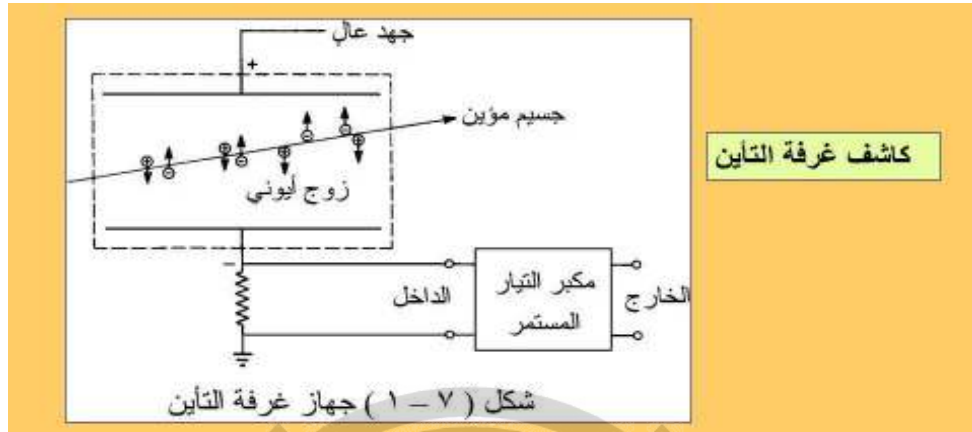 جهد عالٍ
+
جسيم مؤين
كاشف غرفة التأين
زوج أيوني
–
مكبر التيار
المستمر
الداخل
الخارج
شكل ( ٧ – ١ ) جهاز غرفة التأين